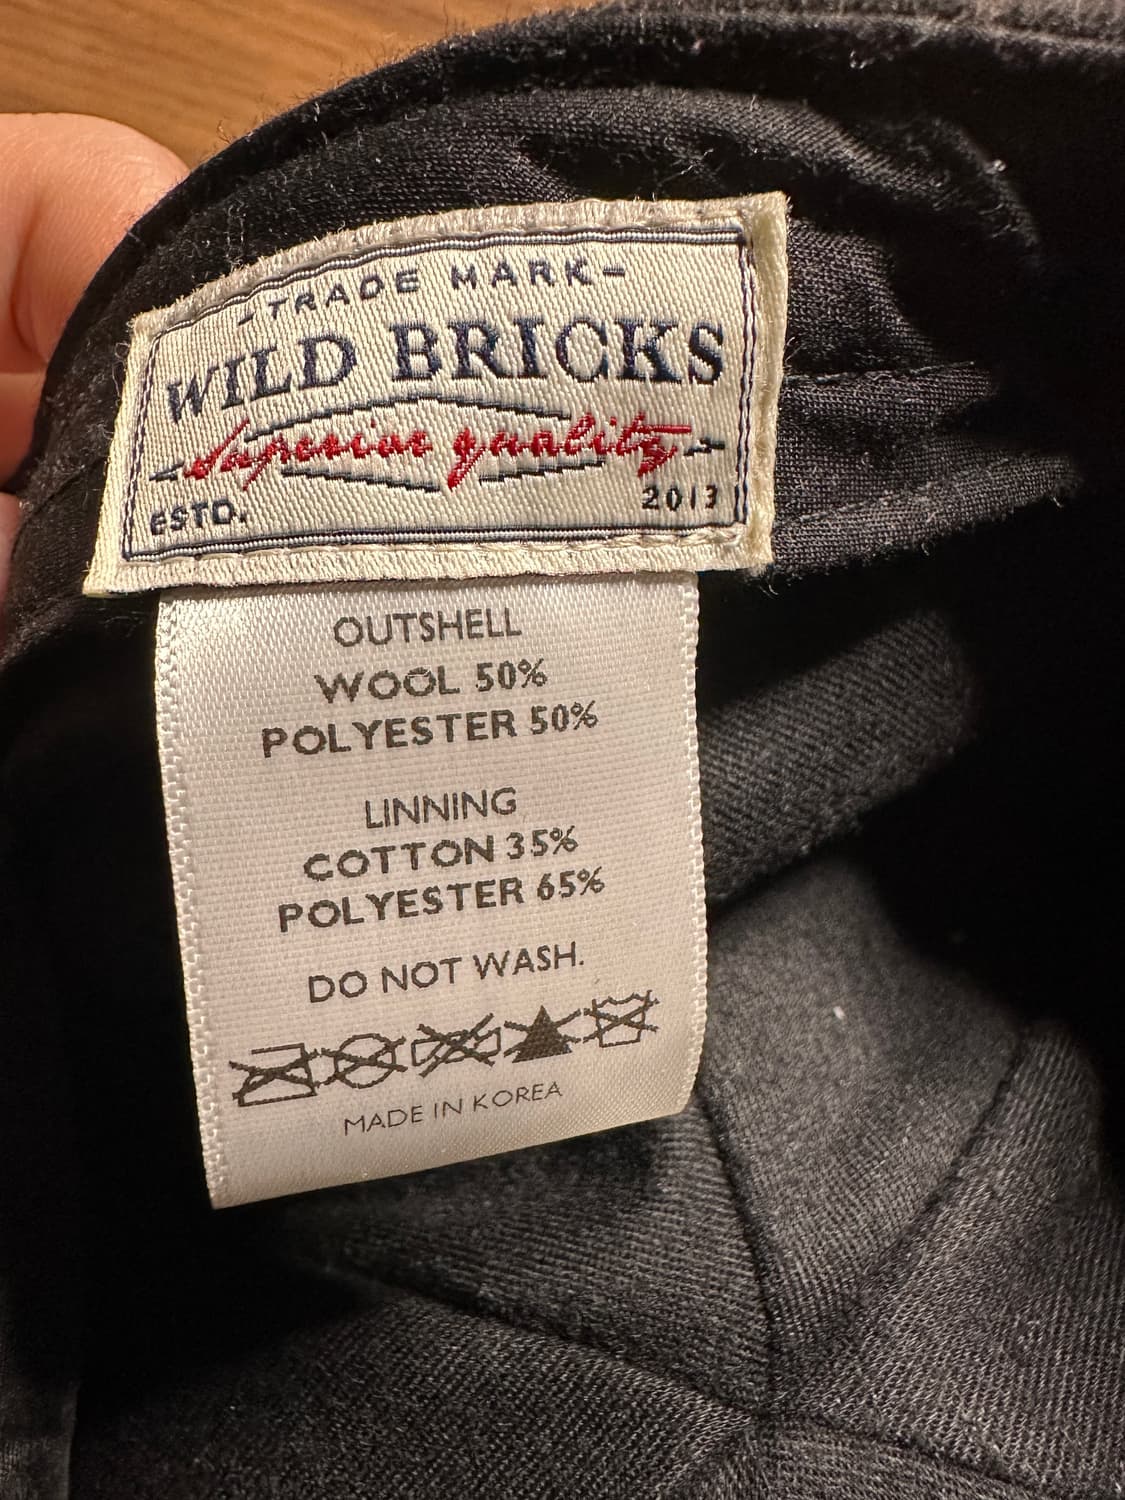 -TRADE MARK-
WILD BRICKS
Superior quality
ESTD. 2013
OUTSHELL
WOOL 50%
POLYESTER 50%
LINNING
COTTON 35%
POLYESTER 65%
DO NOT WASH.
MADE IN KOREA